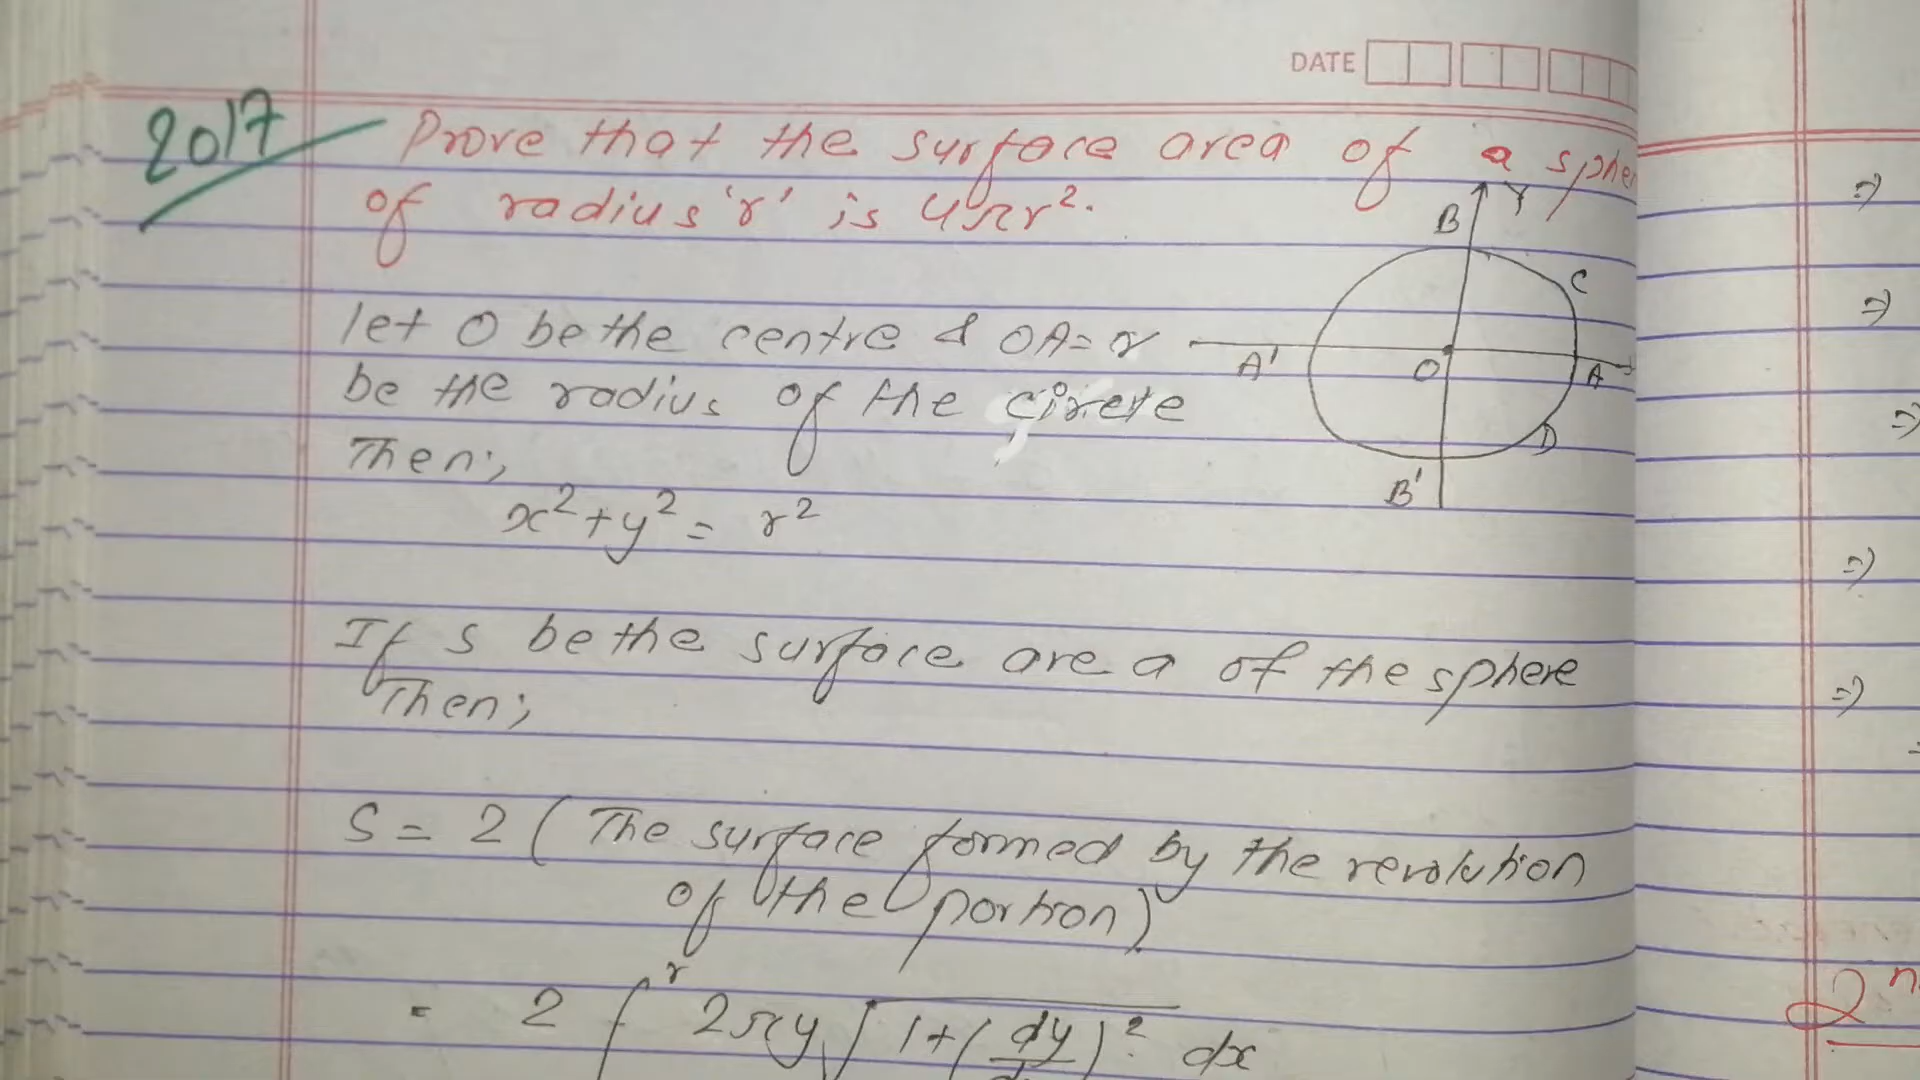 DATE
2017 Prove that the surface area of a spher
of radius 'r' is 4πr².
B Y
C
let O be the centre & OA = r
A' O A
be the radius of the circle
D
Then;
B'
x² + y² = r²
If S be the surface area of the sphere
Then;
S = 2 ( The surface formed by the revolution
of the portion)
= 2 ∫ʳ 2πy √1+(dy/d )² dx
=)
=)
=)
=)
=)
2 n